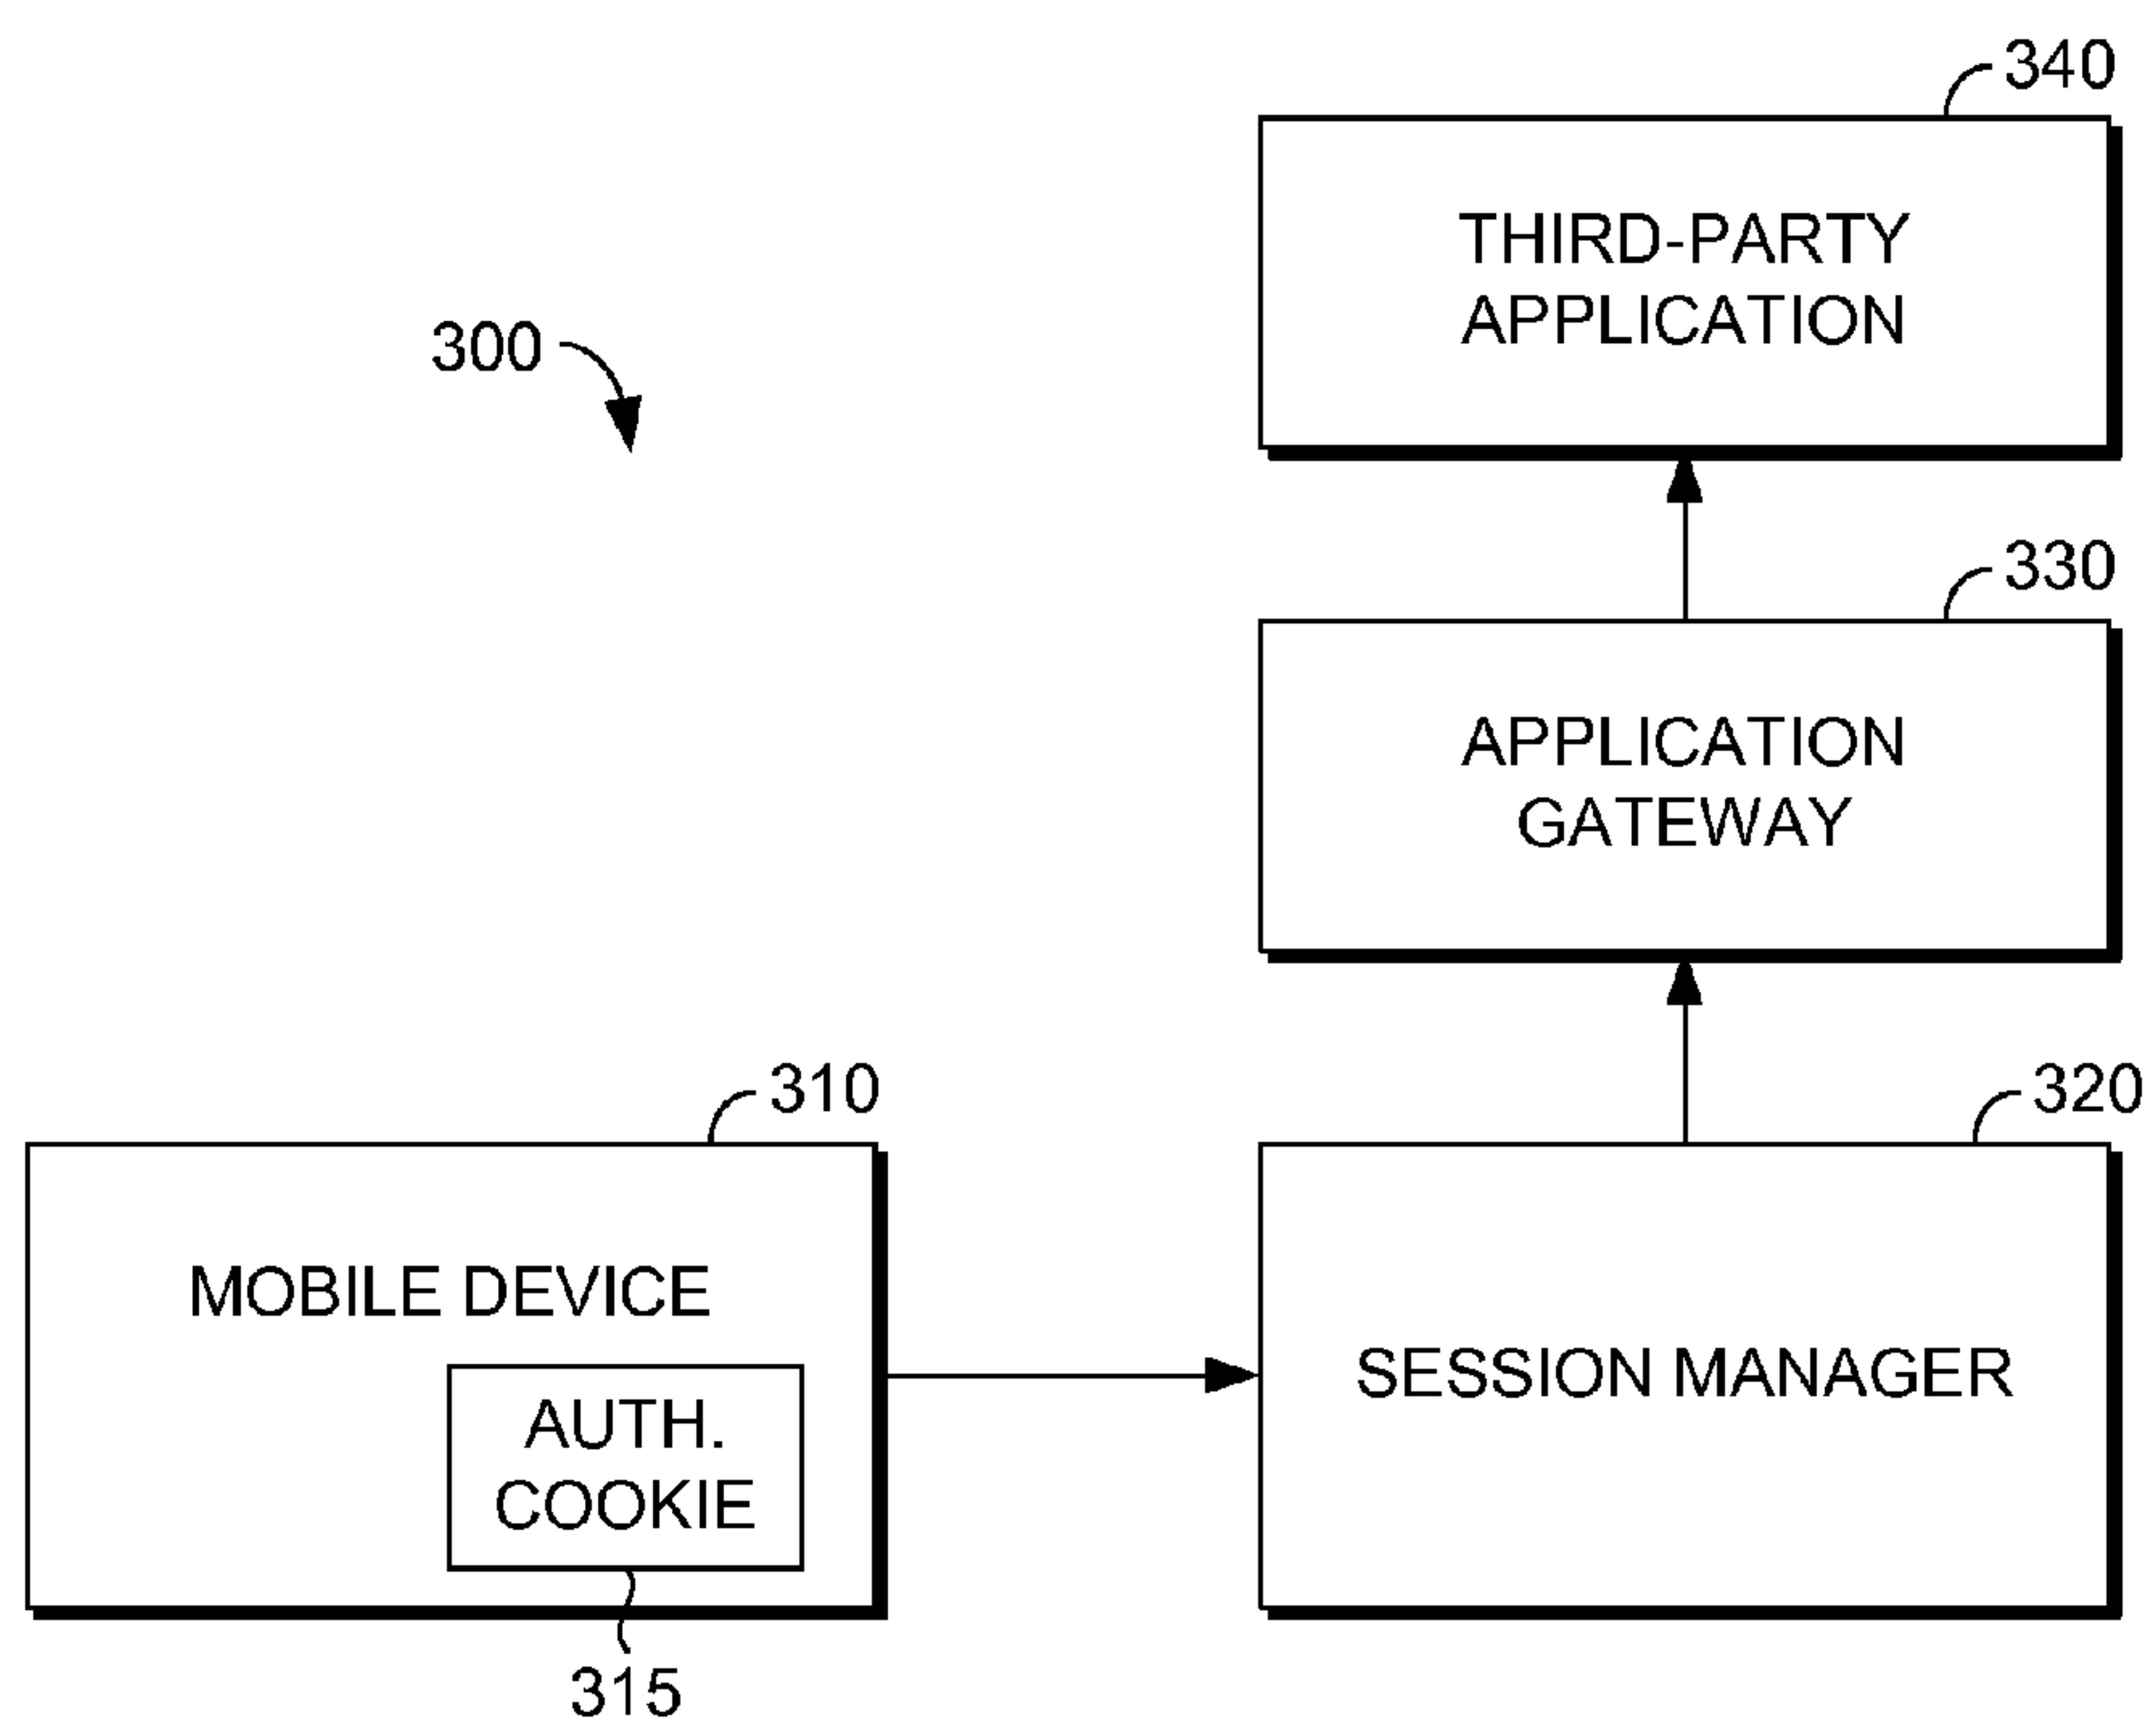 340
THIRD-PARTY
APPLICATION
300
330
APPLICATION
GATEWAY
310
320
MOBILE DEVICE
SESSION MANAGER
AUTH.
COOKIE
315